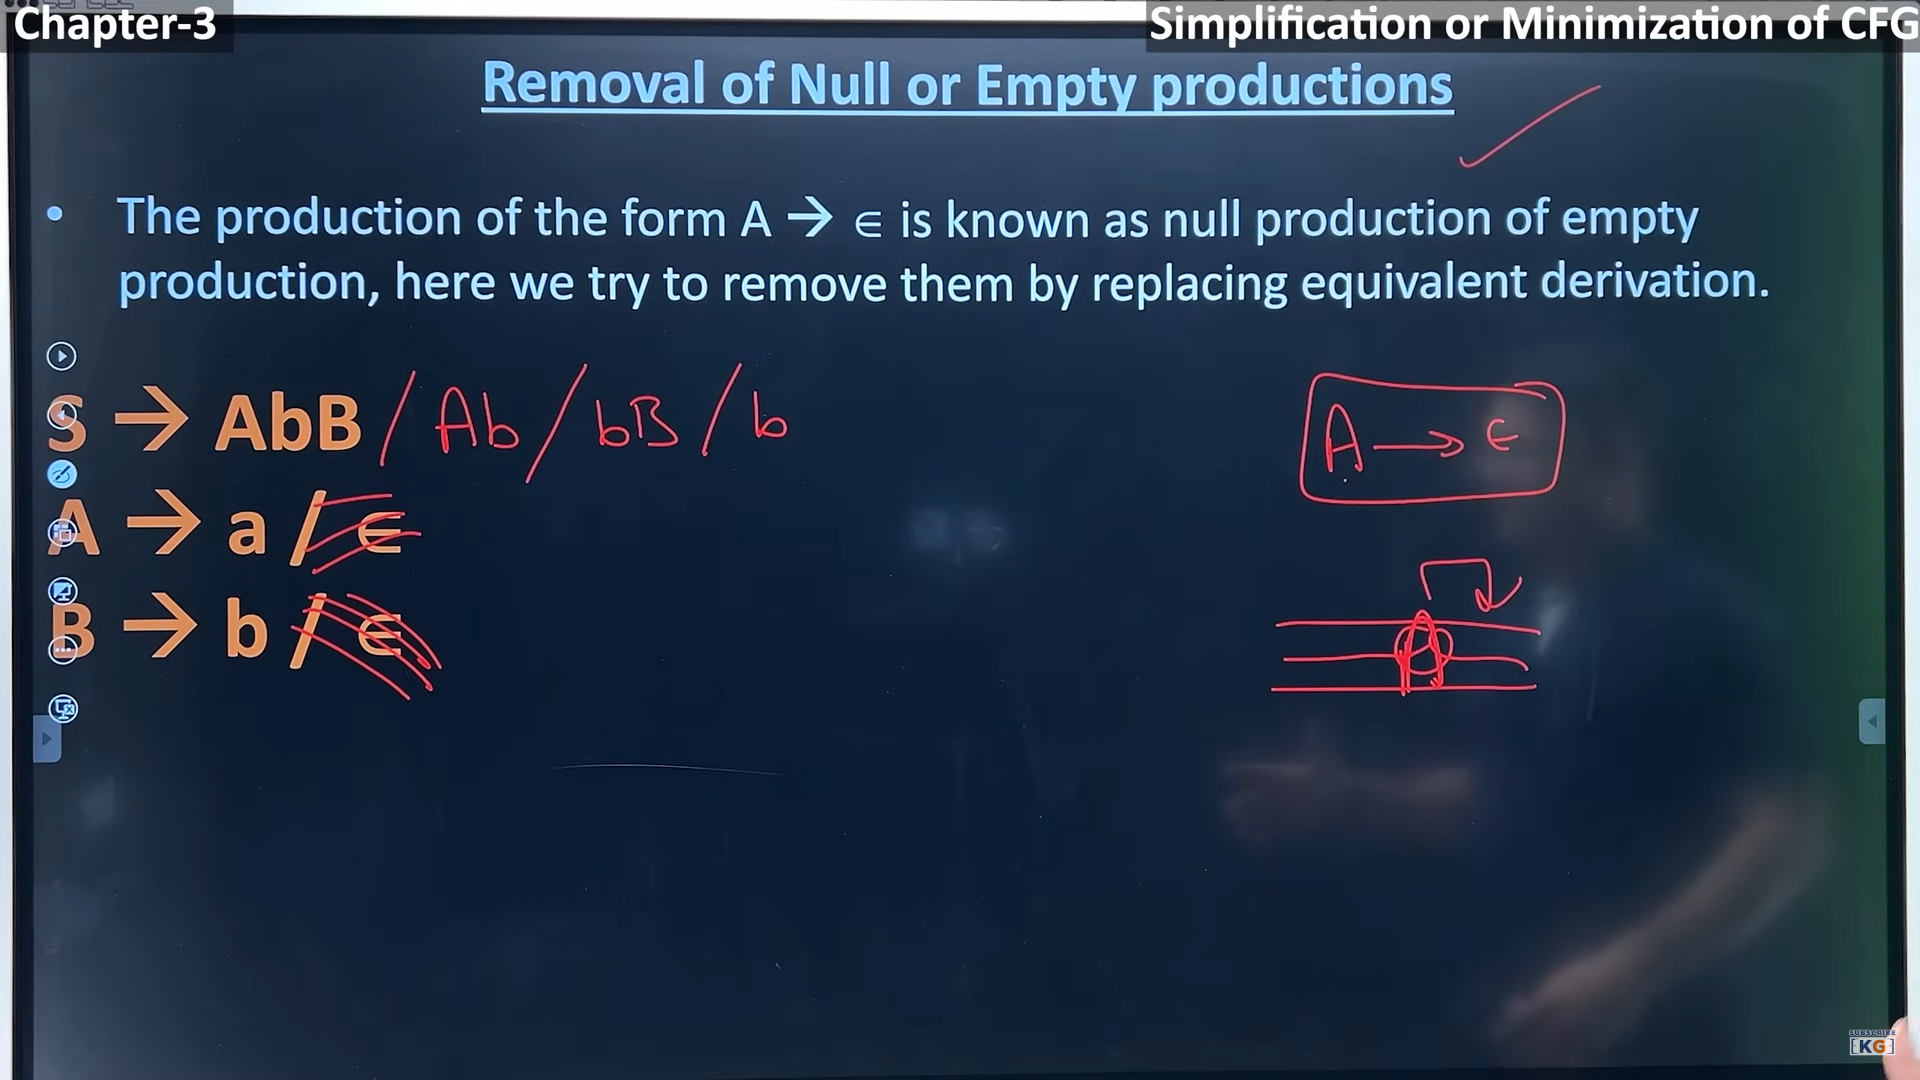 Chapter-3
Simplification or Minimization of CFG
Removal of Null or Empty productions
• The production of the form A → ∈ is known as null production of empty
production, here we try to remove them by replacing equivalent derivation.
S → AbB / Ab / bB / b
A → a / ∈
B → b / ∈
A → ∈
A
SUBSCRIBE
KG